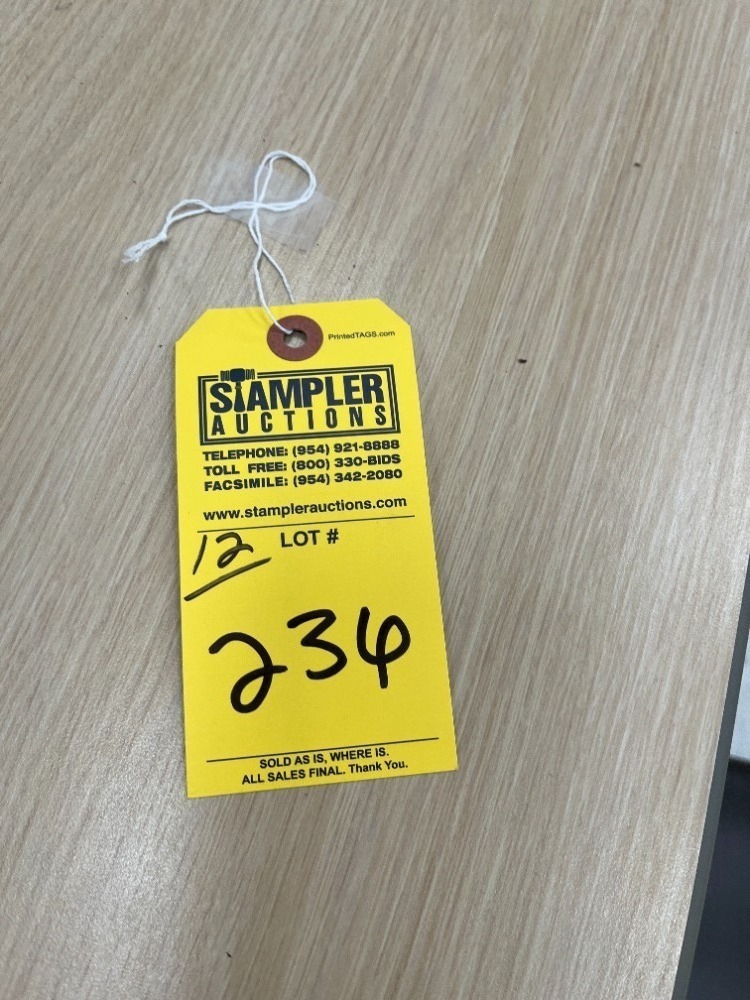 PrintedTAGS.com
STAMPLER
AUCTIONS
TELEPHONE: (954) 921-8888
TOLL FREE: (800) 330-BIDS
FACSIMILE: (954) 342-2080
www.stamplerauctions.com
12 LOT #
236
SOLD AS IS, WHERE IS.
ALL SALES FINAL. Thank You.